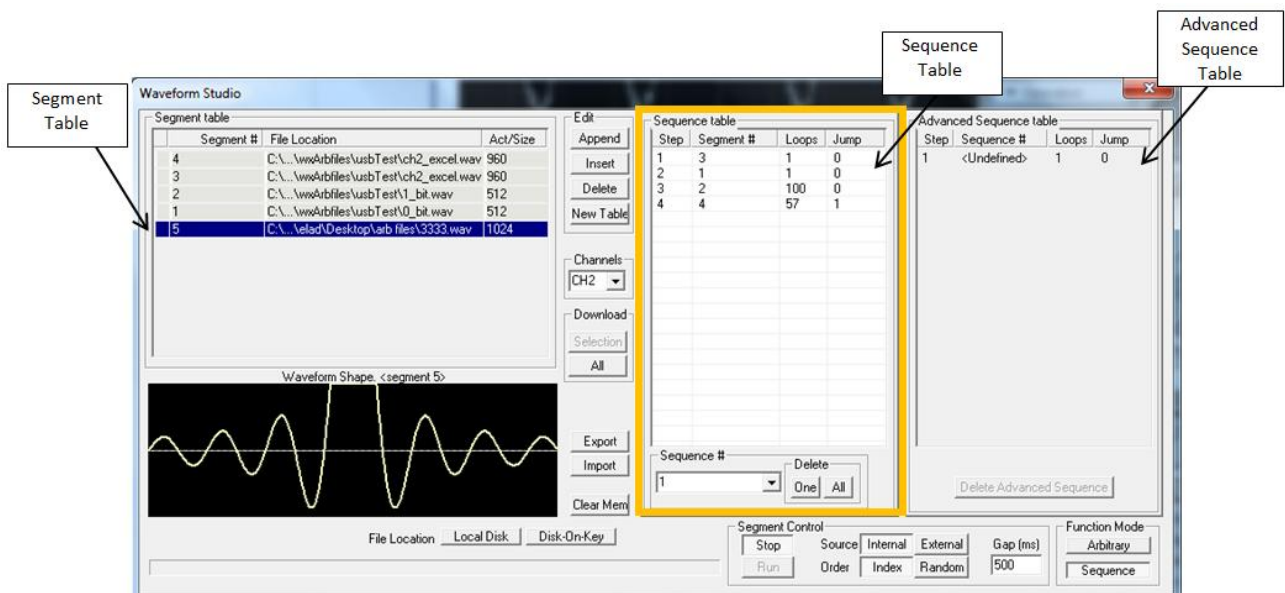 Advanced
Sequence
Table
Sequence
Table
Segment
Table
Waveform Studio
Segment table
Segment # File Location Act/Size
4 C:\...\wxArbfiles\usbTest\ch2_excel.wav 960
3 C:\...\wxArbfiles\usbTest\ch2_excel.wav 960
2 C:\...\wxArbfiles\usbTest\1_bit.wav 512
1 C:\...\wxArbfiles\usbTest\0_bit.wav 512
5 C:\...\elad\Desktop\arb files\3333.wav 1024
Waveform Shape. <segment 5>
Edit
Append
Insert
Delete
New Table
Channels
CH2
Download
Selection
All
Export
Import
Clear Mem
Sequence table
Step Segment # Loops Jump
1 3 1 0
2 1 1 0
3 2 100 0
4 4 57 1
Sequence #
1
Delete
One All
Advanced Sequence table
Step Sequence # Loops Jump
1 <Undefined> 1 0
Delete Advanced Sequence
File Location Local Disk Disk-On-Key
Segment Control
Stop Source Internal External Gap (ms)
Run Order Index Random 500
Function Mode
Arbitrary
Sequence